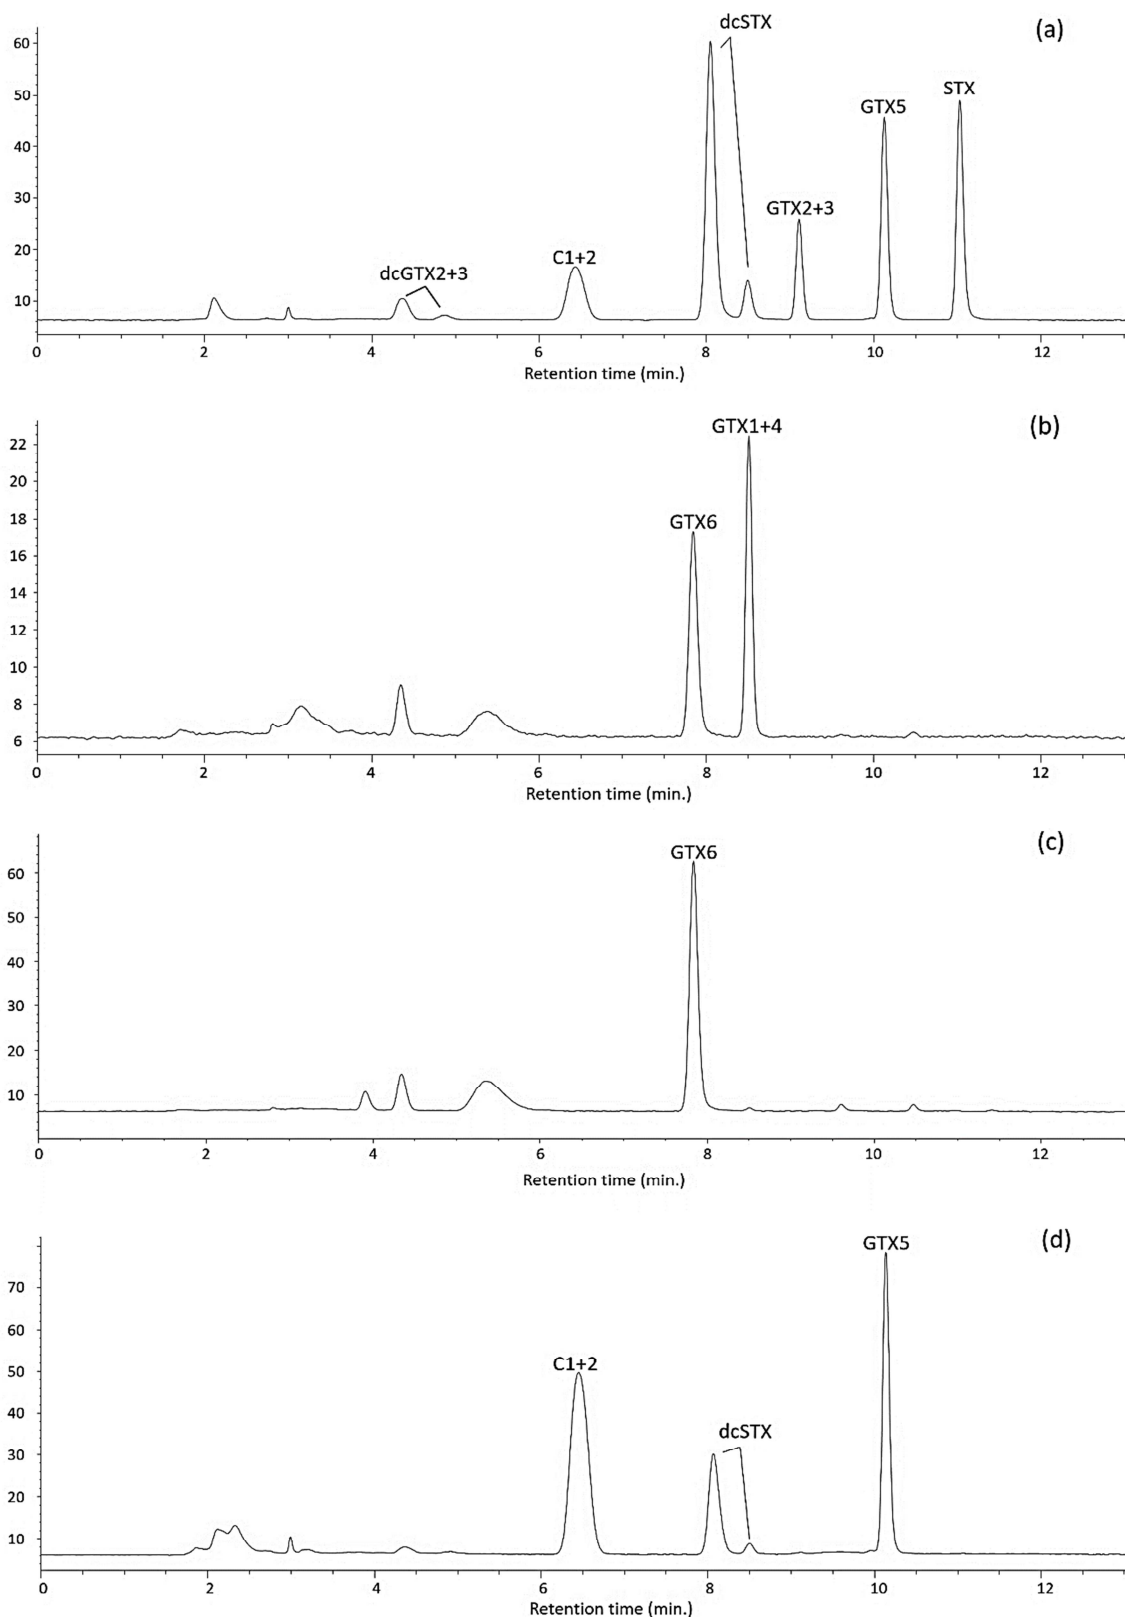 (a)
dcSTX
STX
GTX5
GTX2+3
C1+2
dcGTX2+3
60
50
40
30
20
10
0 2 4 6 8 10 12
Retention time (min.)
(b)
GTX1+4
GTX6
22
20
18
16
14
12
10
8
6
0 2 4 6 8 10 12
Retention time (min.)
(c)
GTX6
60
50
40
30
20
10
0 2 4 6 8 10 12
Retention time (min.)
(d)
GTX5
C1+2
dcSTX
70
60
50
40
30
20
10
0 2 4 6 8 10 12
Retention time (min.)